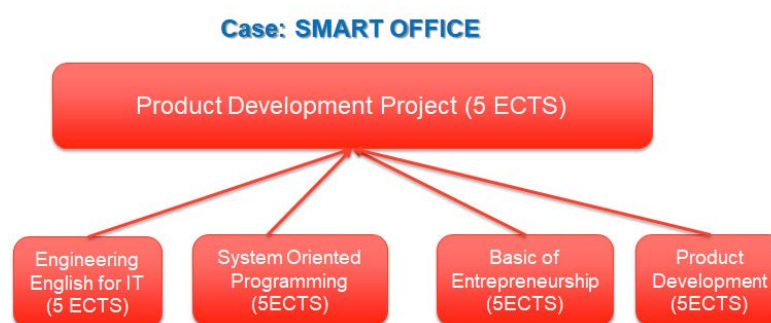 Case: SMART OFFICE
Product Development Project (5 ECTS)
Engineering
English for IT
(5 ECTS)
System Oriented
Programming
(5ECTS)
Basic of
Entrepreneurship
(5ECTS)
Product
Development
(5ECTS)